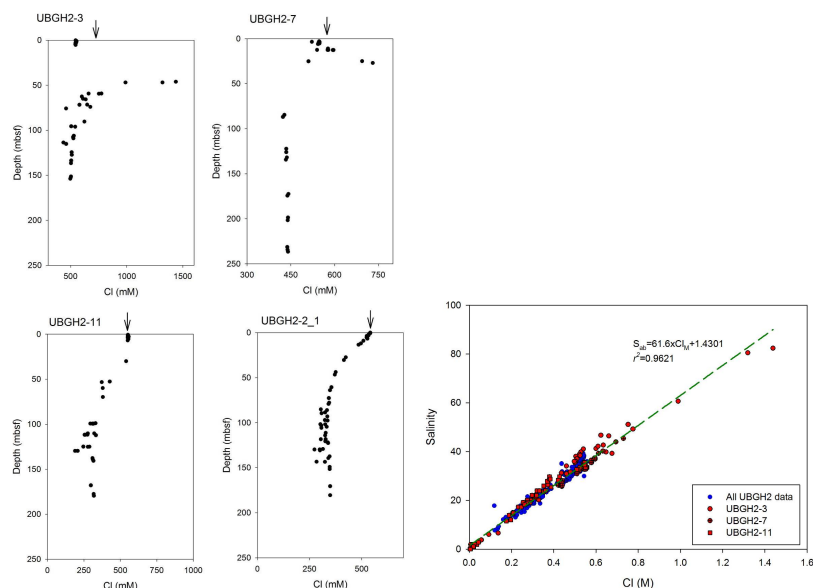 UBGH2-3
0
50
100
150
200
250
Depth (mbsf)
500
1000
1500
Cl (mM)
UBGH2-7
0
50
100
150
200
250
Depth (mbsf)
300
450
600
750
Cl (mM)
UBGH2-11
0
50
100
150
200
250
Depth (mbsf)
0
250
500
750
1000
Cl (mM)
UBGH2-2_1
0
50
100
150
200
250
Depth (mbsf)
0
250
500
Cl (mM)
100
80
60
40
20
0
Salinity
Sab=61.6xClM+1.4301
r²=0.9621
All UBGH2 data
UBGH2-3
UBGH2-7
UBGH2-11
0.0
0.2
0.4
0.6
0.8
1.0
1.2
1.4
1.6
Cl (M)